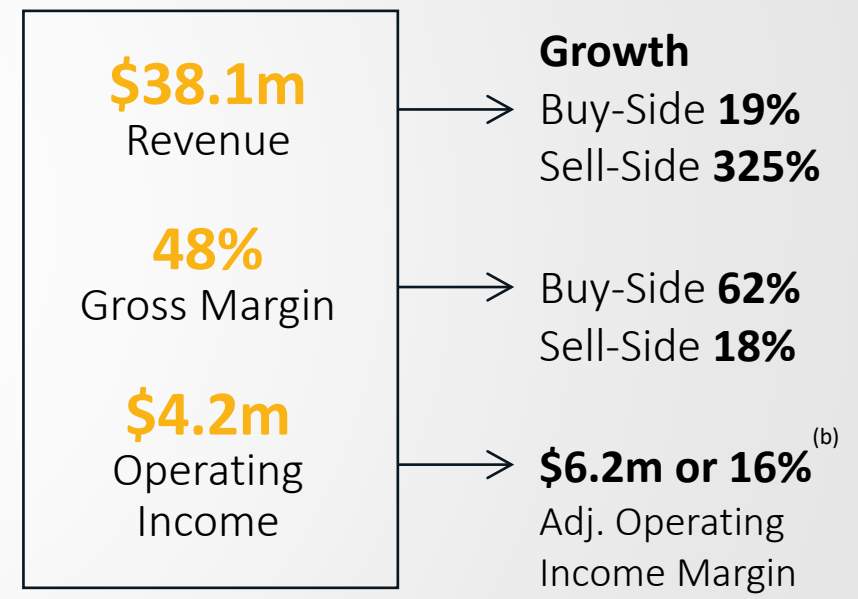 $38.1m
Revenue
48%
Gross Margin
$4.2m
Operating
Income
Growth
Buy-Side 19%
Sell-Side 325%
Buy-Side 62%
Sell-Side 18%
$6.2m or 16% (b)
Adj. Operating
Income Margin